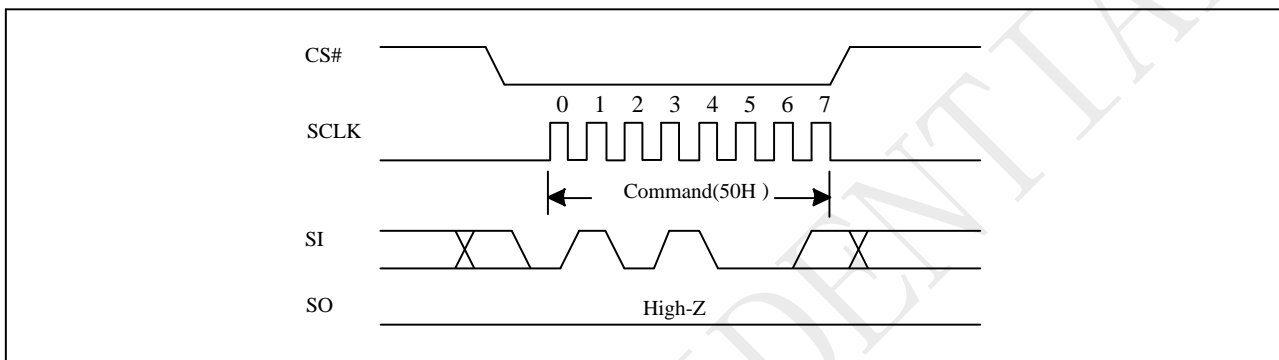 CS#
0 1 2 3 4 5 6 7
SCLK
Command(50H )
SI
High-Z
SO